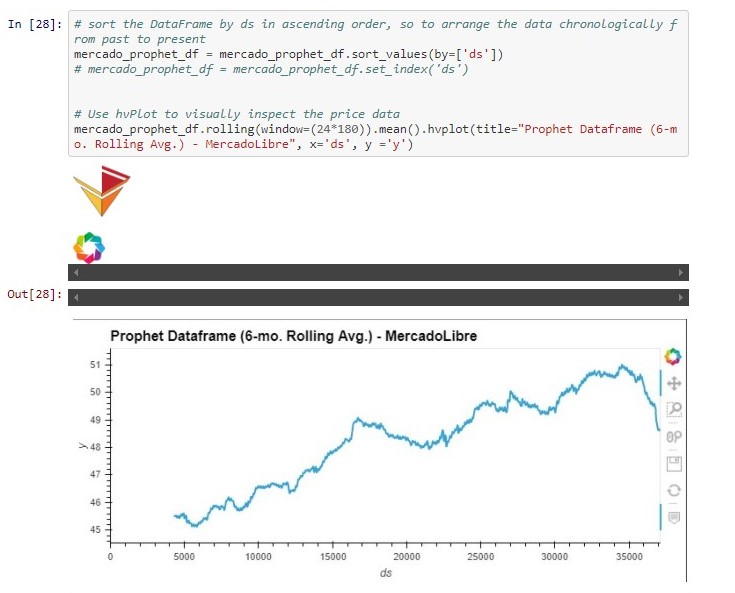 In [28]: # sort the DataFrame by ds in ascending order, so to arrange the data chronologically f
rom past to present
mercado_prophet_df = mercado_prophet_df.sort_values(by=['ds'])
# mercado_prophet_df = mercado_prophet_df.set_index('ds')
# Use hvPlot to visually inspect the price data
mercado_prophet_df.rolling(window=(24*180)).mean().hvplot(title="Prophet Dataframe (6-m
o. Rolling Avg.) - MercadoLibre", x='ds', y ='y')
Out[28]:
Prophet Dataframe (6-mo. Rolling Avg.) - MercadoLibre
51
50
49
48
47
46
45
y
0 5000 10000 15000 20000 25000 30000 35000
ds